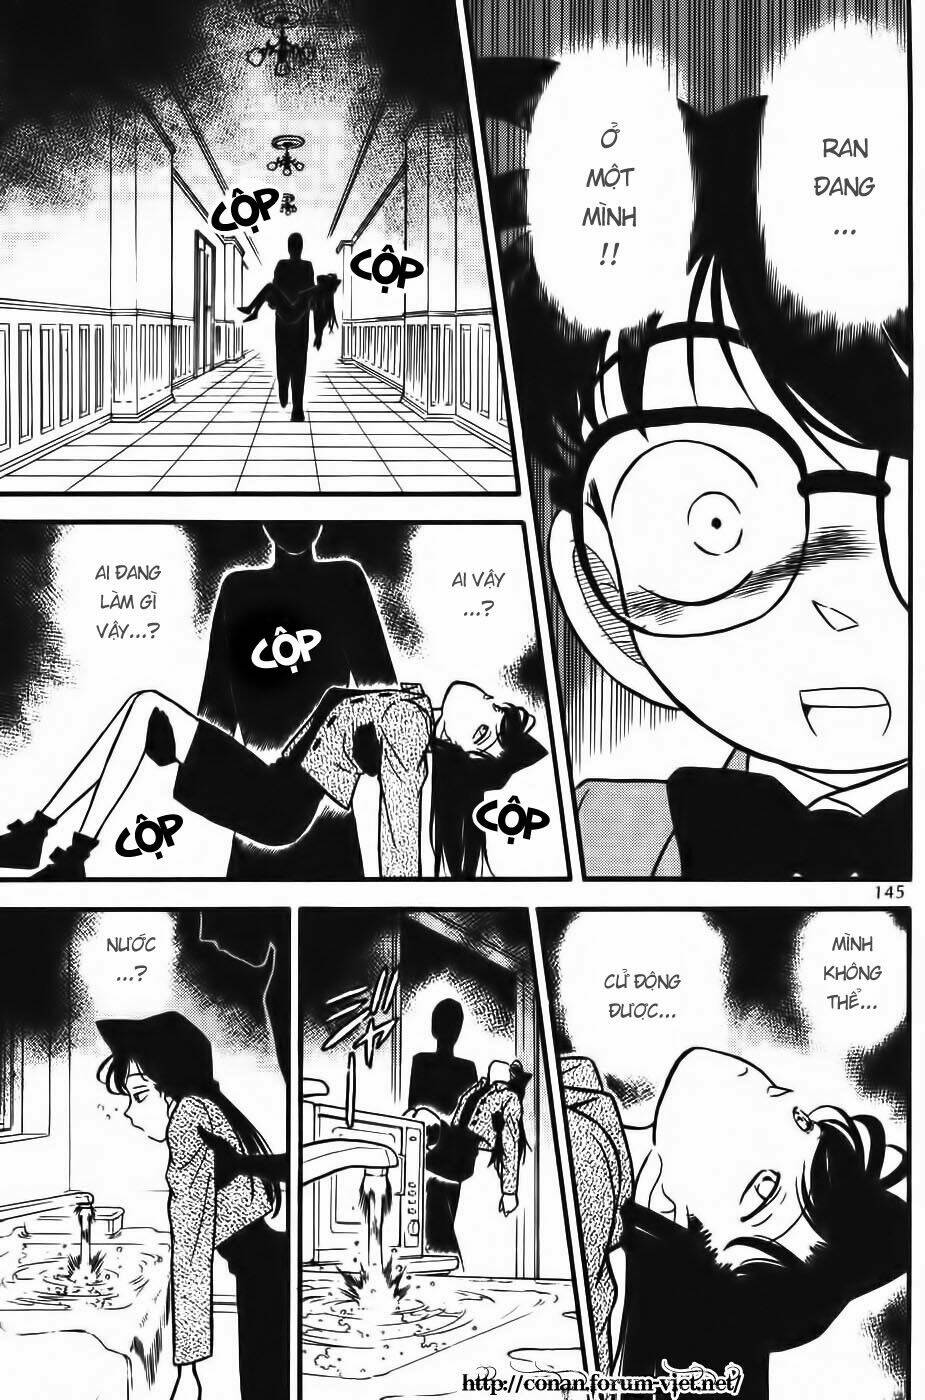 RAN
ĐANG
...
Ở
MỘT
MÌNH
!!
CỘP
CỘP
AI VẬY
...?
AI ĐANG
LÀM GÌ
VẬY...?
CỘP
CỘP
CỘP
145
MÌNH
KHÔNG
THỂ...
CỬ ĐỘNG
ĐƯỢC...
NƯỚC
...?
http://conan.forum-viet.net/